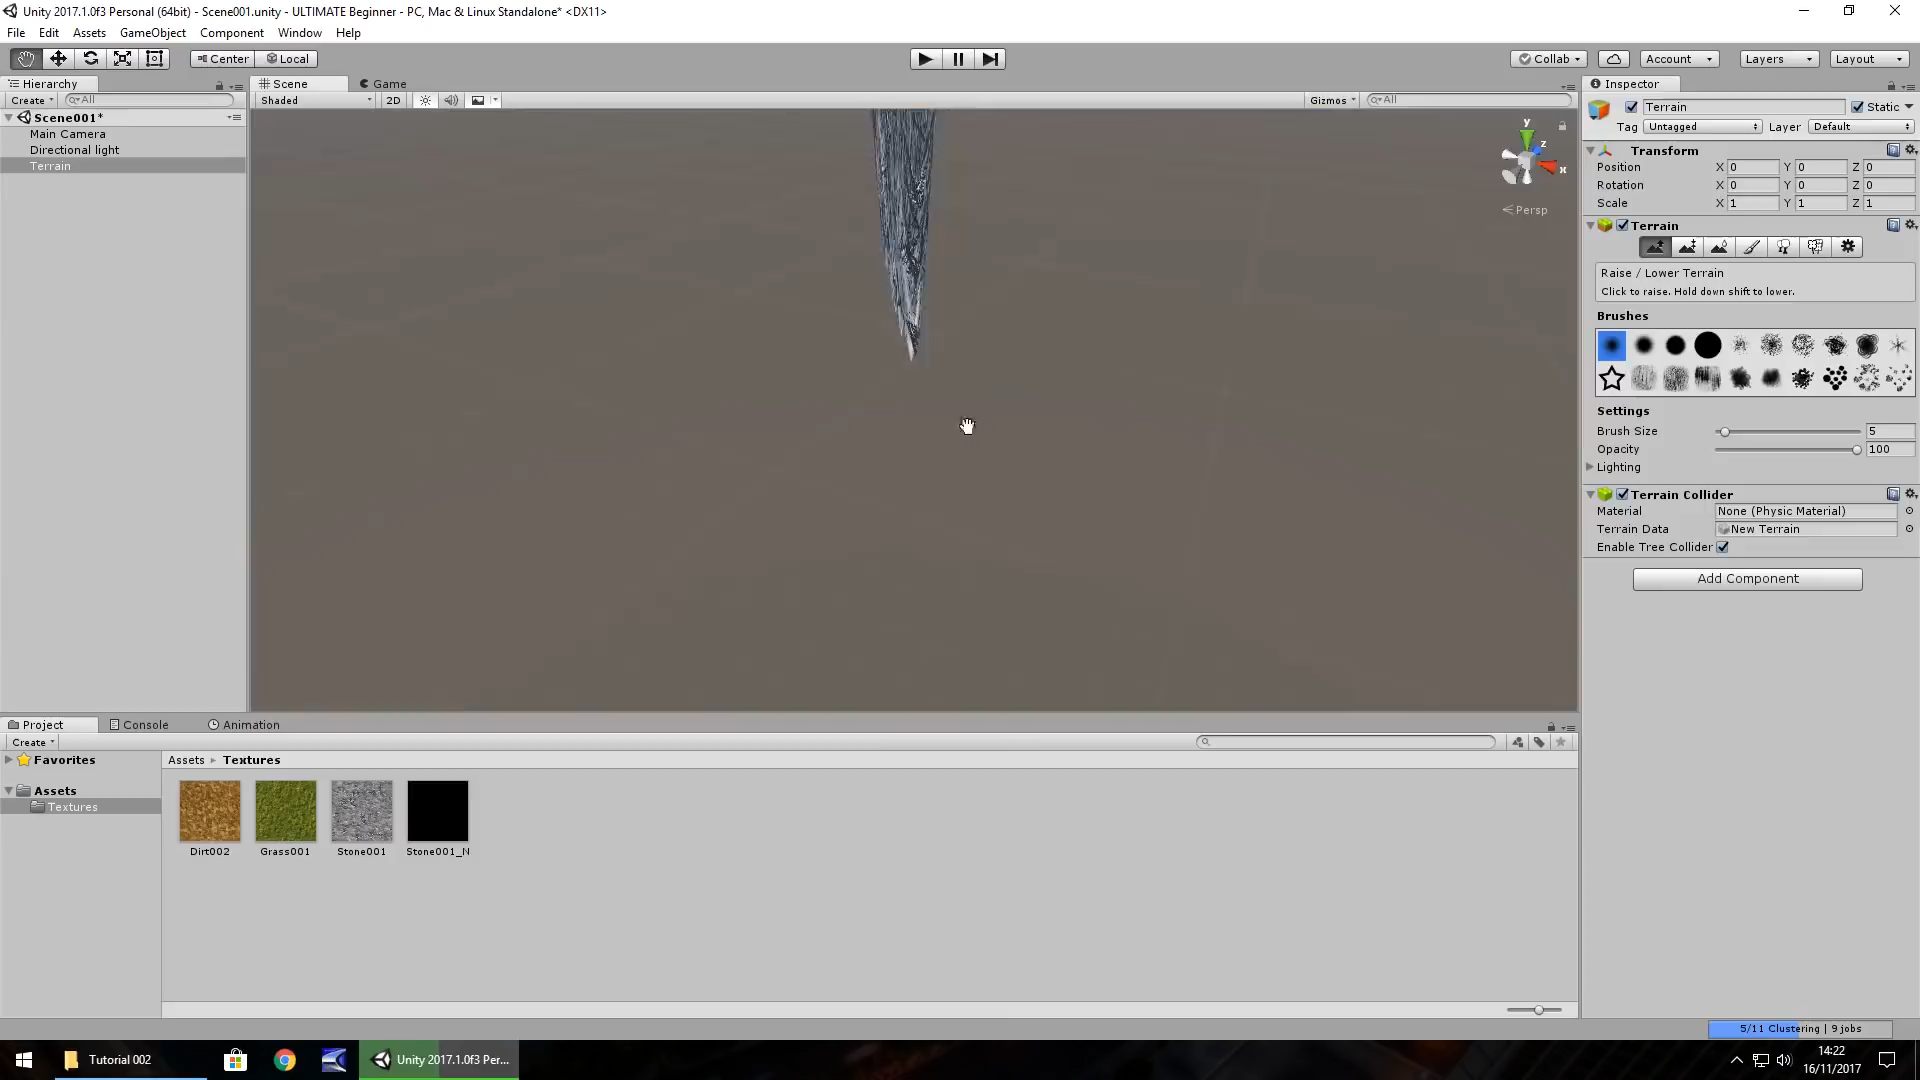 Unity 2017.1.0f3 Personal (64bit) - Scene001.unity - ULTIMATE Beginner - PC, Mac & Linux Standalone* <DX11>
File Edit Assets GameObject Component Window Help
Center Local Collab Account Layers Layout
Hierarchy Scene Game Inspector
Create All Shaded 2D Gizmos All Terrain Static
Scene001*
Tag Untagged Layer Default
Main Camera
Directional light
Terrain
Transform
Position X 0 Y 0 Z 0
Rotation X 0 Y 0 Z 0
Scale X 1 Y 1 Z 1
y
z
x
Persp
Terrain
Raise / Lower Terrain
Click to raise. Hold down shift to lower.
Brushes
Settings
Brush Size 5
Opacity 100
Lighting
Terrain Collider
Material None (Physic Material)
Terrain Data New Terrain
Enable Tree Collider
Add Component
Project Console Animation
Create
Favorites
Assets
Textures
Assets Textures
Dirt002 Grass001 Stone001 Stone001_N
5/11 Clustering | 9 jobs
Tutorial 002
Unity 2017.1.0f3 Per...
14:22
16/11/2017